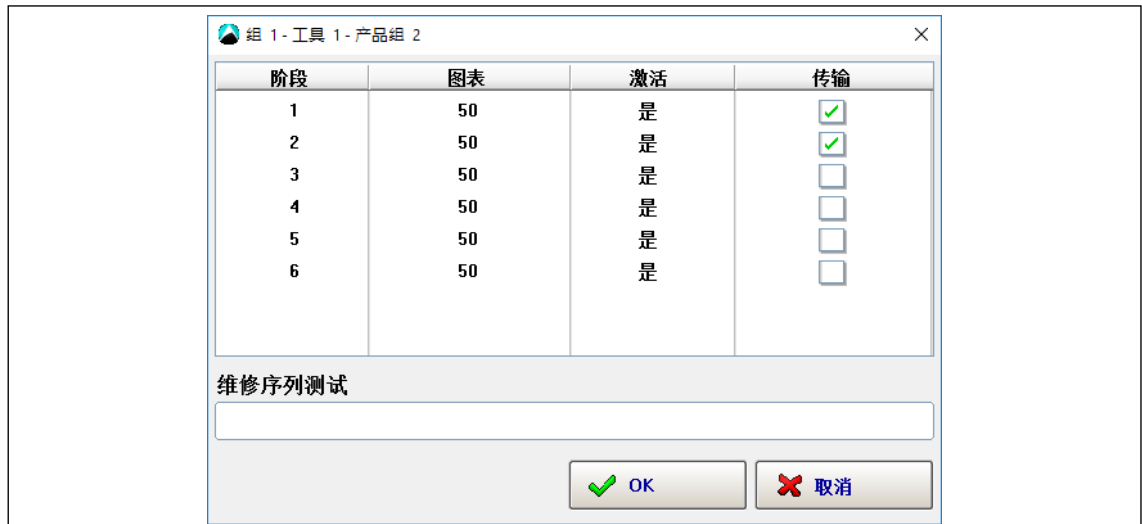 组 1 - 工具 1 - 产品组 2
阶段 图表 激活 传输
1 50 是
2 50 是
3 50 是
4 50 是
5 50 是
6 50 是
维修序列测试
OK 取消